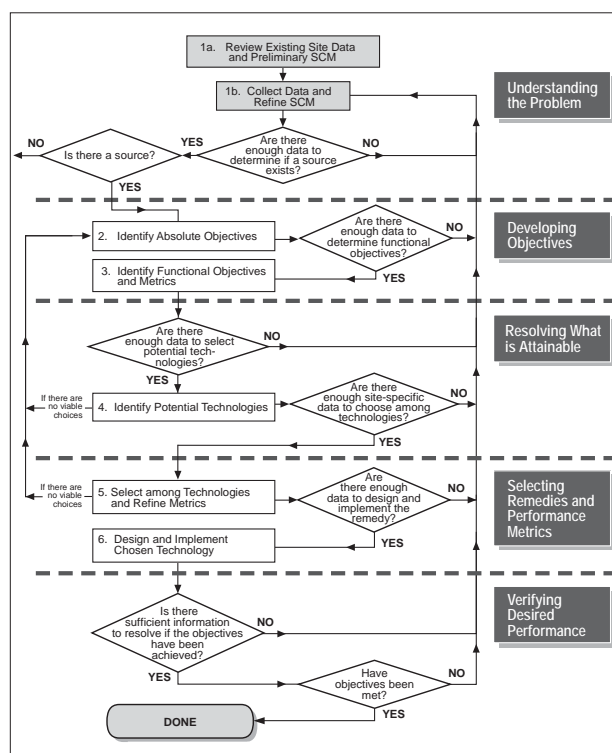 1a. Review Existing Site Data
and Preliminary SCM
1b. Collect Data and
Refine SCM
Understanding
the Problem
NO
Is there a source?
YES
Are there
enough data to
determine if a source
exists?
NO
YES
2. Identify Absolute Objectives
Are there
enough data to
determine functional
objectives?
NO
Developing
Objectives
YES
3. Identify Functional Objectives
and Metrics
Are there
enough data to select
potential tech-
nologies?
NO
Resolving What
is Attainable
YES
If there are
no viable
choices
4. Identify Potential Technologies
Are there
enough site-specific
data to choose among
technologies?
NO
YES
If there are
no viable
choices
5. Select among Technologies
and Refine Metrics
Are
there enough
data to design and
implement the
remedy?
NO
Selecting
Remedies and
Performance
Metrics
YES
6. Design and Implement
Chosen Technology
Is there
sufficient information
to resolve if the objectives
have been
achieved?
NO
Verifying
Desired
Performance
YES
Have
objectives been
met?
NO
YES
DONE